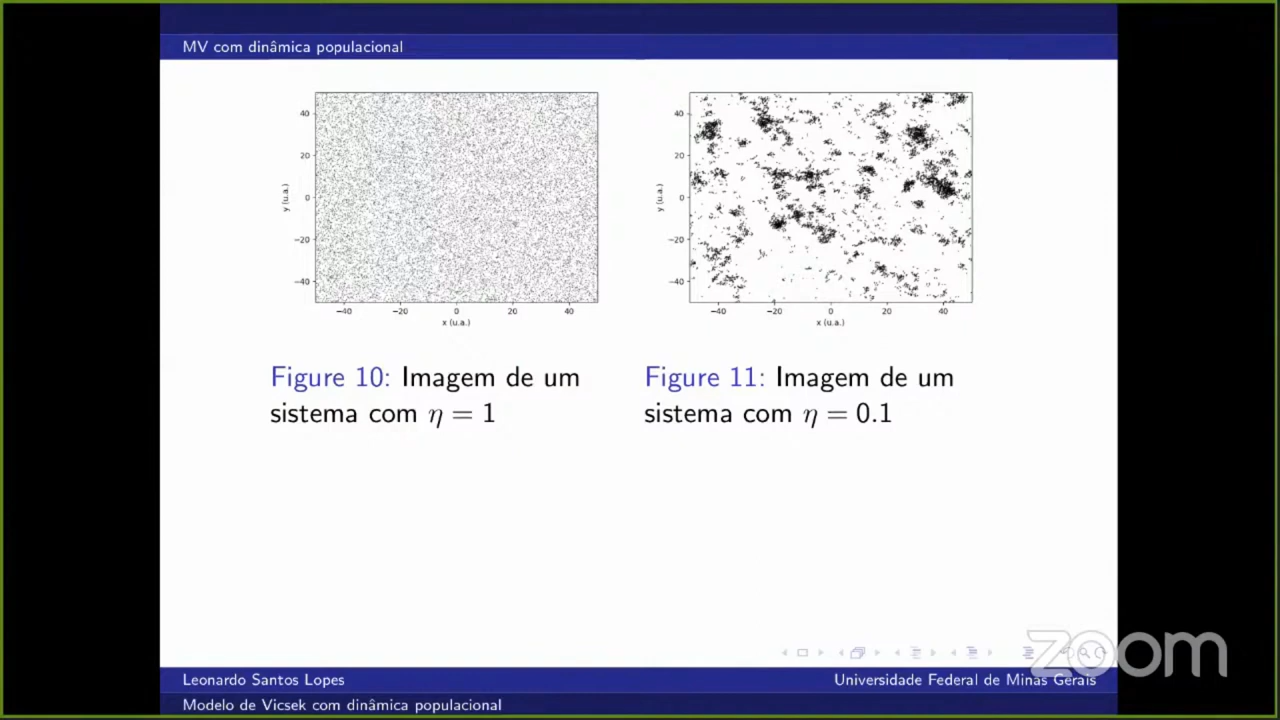 MV com dinâmica populacional
40
20
0
−20
−40
y (u.a.)
−40 −20 0 20 40
x (u.a.)
40
20
0
−20
−40
y (u.a.)
−40 −20 0 20 40
x (u.a.)
Figure 10: Imagem de um
sistema com η = 1
Figure 11: Imagem de um
sistema com η = 0.1
zoom
Leonardo Santos Lopes
Universidade Federal de Minas Gerais
Modelo de Vicsek com dinâmica populacional